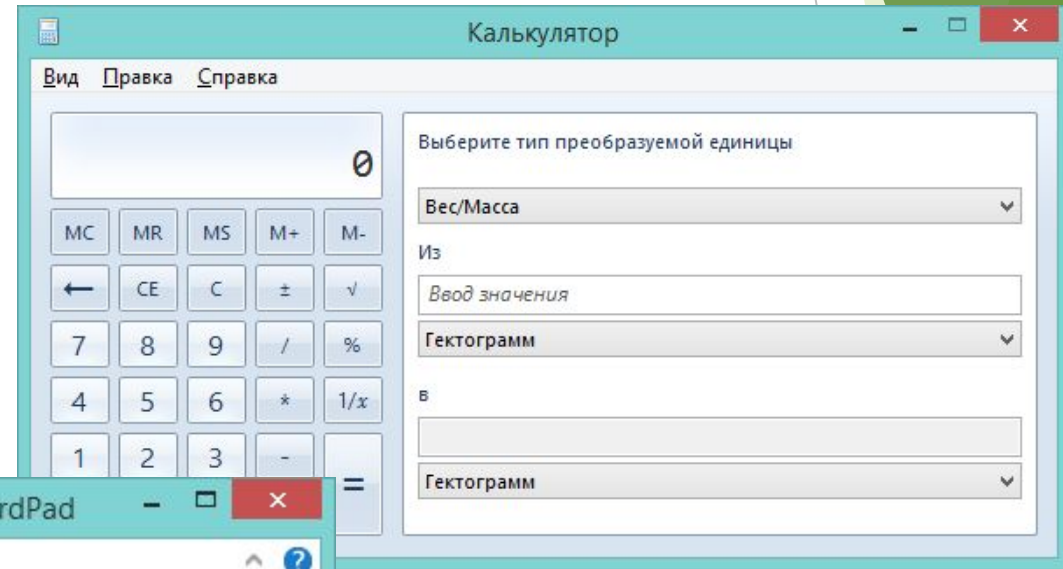 Калькулятор
Вид Правка Справка
0
MC MR MS M+ M-
← CE C ± √
7 8 9 / %
4 5 6 * 1/x
1 2 3 - =
Выберите тип преобразуемой единицы
Вес/Масса
Из
Ввод значения
Гектограмм
в
Гектограмм
rdPad